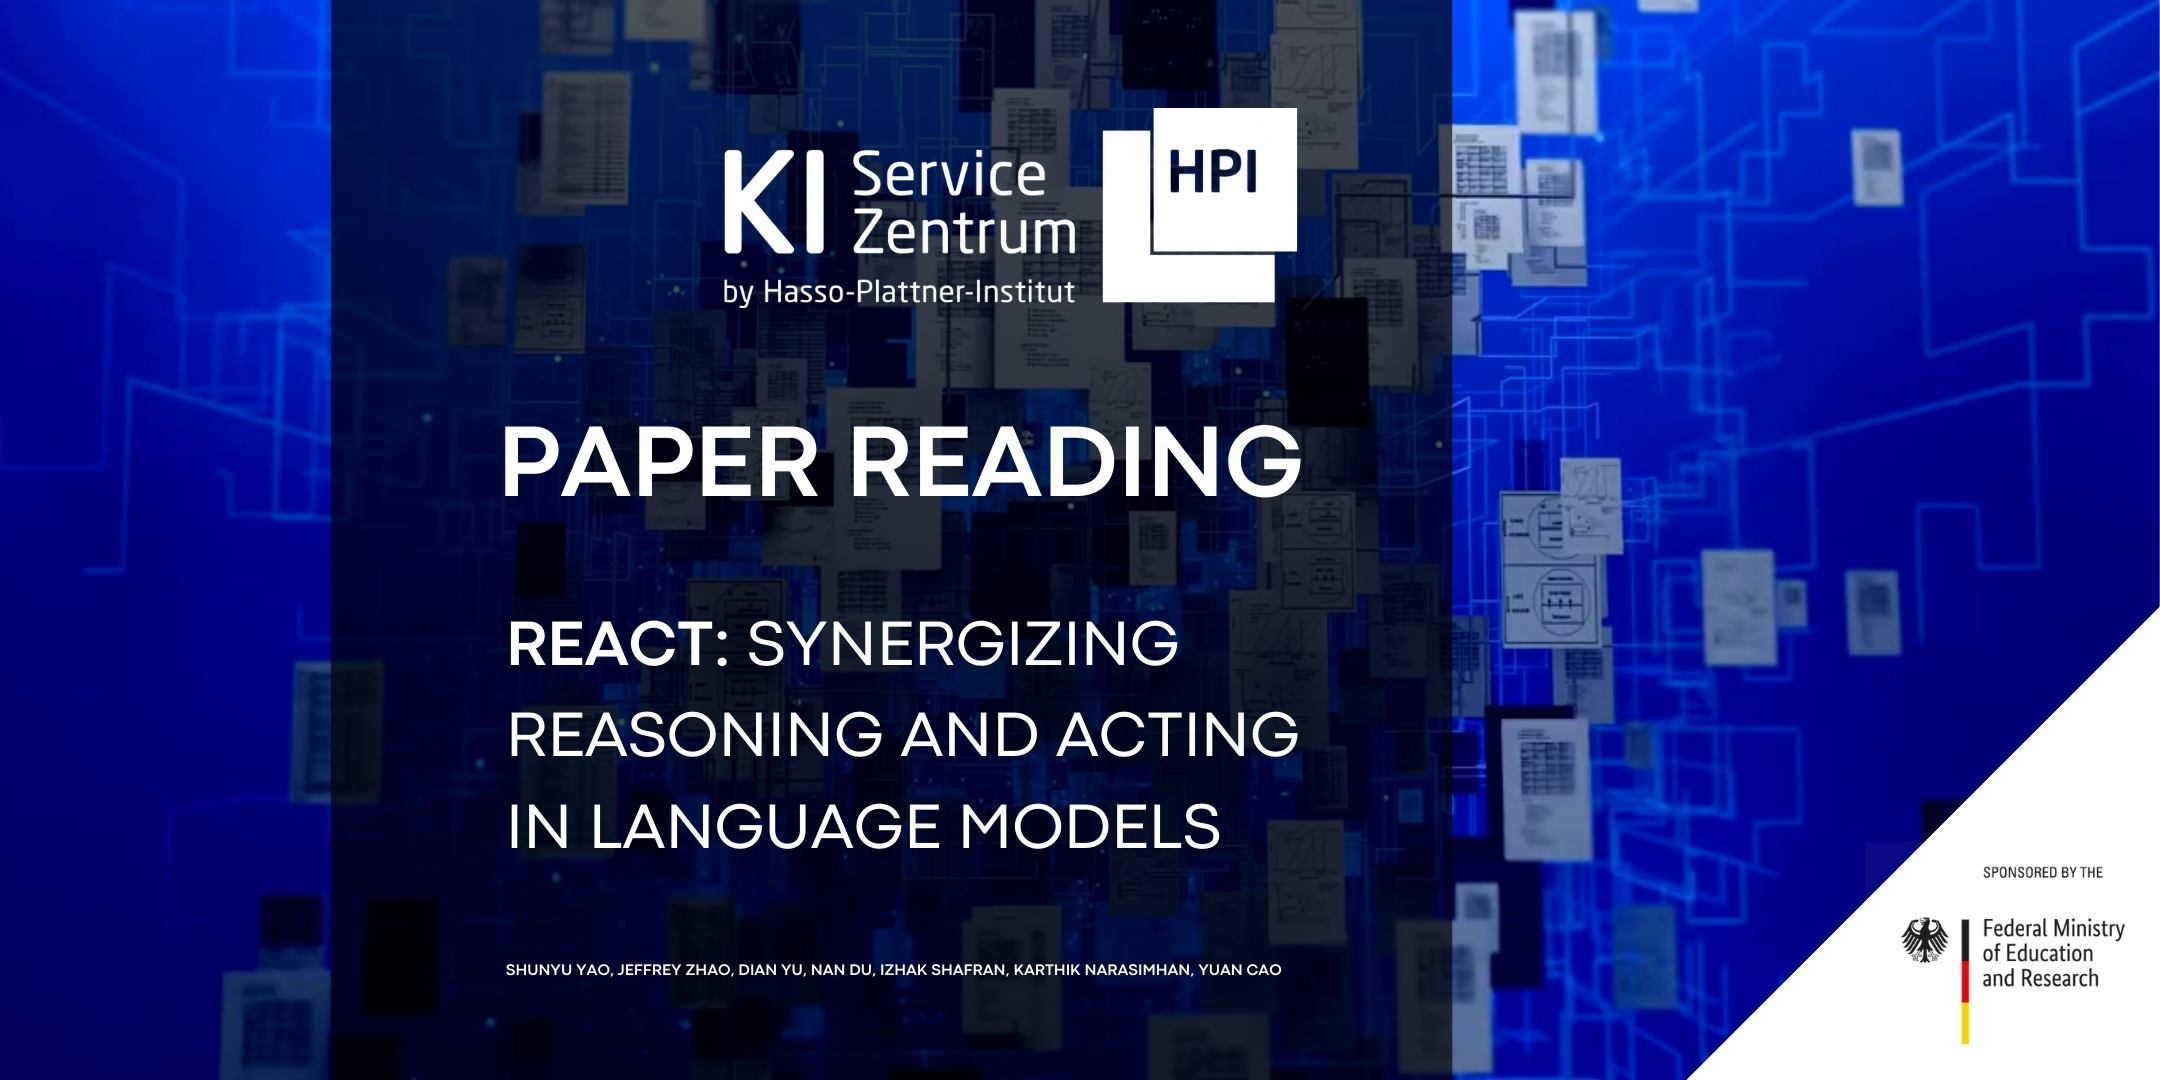 KI Service
Zentrum
by Hasso-Plattner-Institut
HPI
PAPER READING
REACT: SYNERGIZING
REASONING AND ACTING
IN LANGUAGE MODELS
SHUNYU YAO, JEFFREY ZHAO, DIAN YU, NAN DU, IZHAK SHAFRAN, KARTHIK NARASIMHAN, YUAN CAO
SPONSORED BY THE
Federal Ministry
of Education
and Research